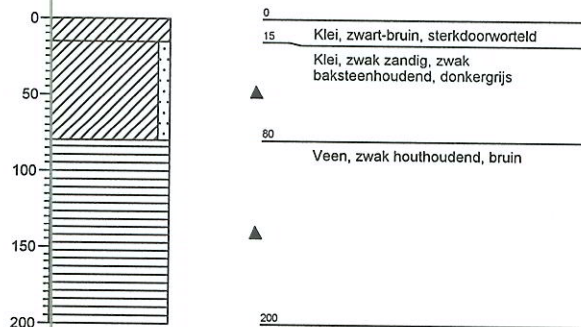 0
50
100
150
200
0
Klei, zwart-bruin, sterkdoorworteld
15
Klei, zwak zandig, zwak
baksteenhoudend, donkergrijs
80
Veen, zwak houthoudend, bruin
200